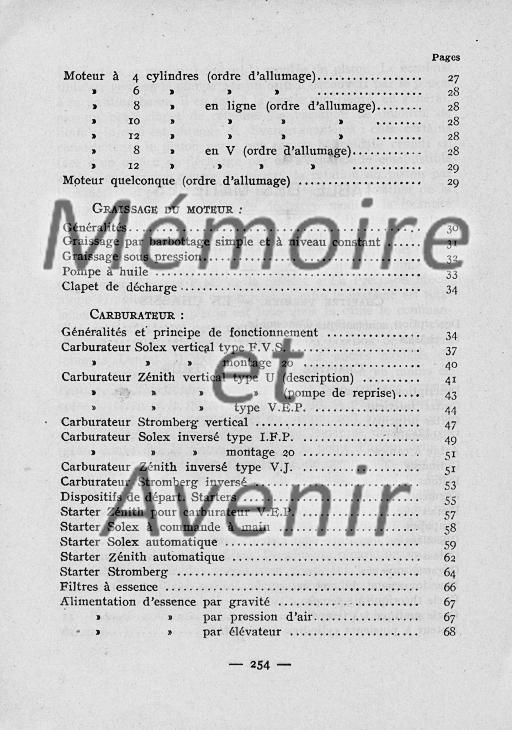 Pages
Moteur à 4 cylindres (ordre d'allumage).................. 27
» 6 » » » .................. 28
» 8 » en ligne (ordre d'allumage)........ 28
» 10 » » » » ........ 28
» 12 » » » » ........ 28
» 8 » en V (ordre d'allumage)............ 28
» 12 » » » » ............ 29
Moteur quelconque (ordre d'allumage) ..................... 29
GRAISSAGE DU MOTEUR :
Généralités.................................................. 30
Graissage par barbottage simple et à niveau constant ...... 31
Graissage sous pression..................................... 32
Pompe à huile .............................................. 33
Clapet de décharge.......................................... 34
CARBURATEUR :
Généralités et principe de fonctionnement ................ 34
Carburateur Solex vertical type F.V.S....................... 37
» » » montage 20 .................... 40
Carburateur Zénith vertical type U (description) .......... 41
» » » » (pompe de reprise).... 43
» » » type V.E.P. .................. 44
Carburateur Stromberg vertical ............................ 47
Carburateur Solex inversé type I.F.P. ..................... 49
» » » montage 20 .................... 51
Carburateur Zénith inversé type V.J. ...................... 51
Carburateur Stromberg inversé ............................. 53
Dispositifs de départ. Starters ............................ 55
Starter Zénith pour carburateur V.E.P. .................... 57
Starter Solex à commande à main .......................... 58
Starter Solex automatique .................................. 59
Starter Zénith automatique ................................. 62
Starter Stromberg .......................................... 64
Filtres à essence ........................................... 66
Alimentation d'essence par gravité ........................ 67
» » par pression d'air.................. 67
» » par élévateur ...................... 68
— 254 —
Mémoire
et
Avenir